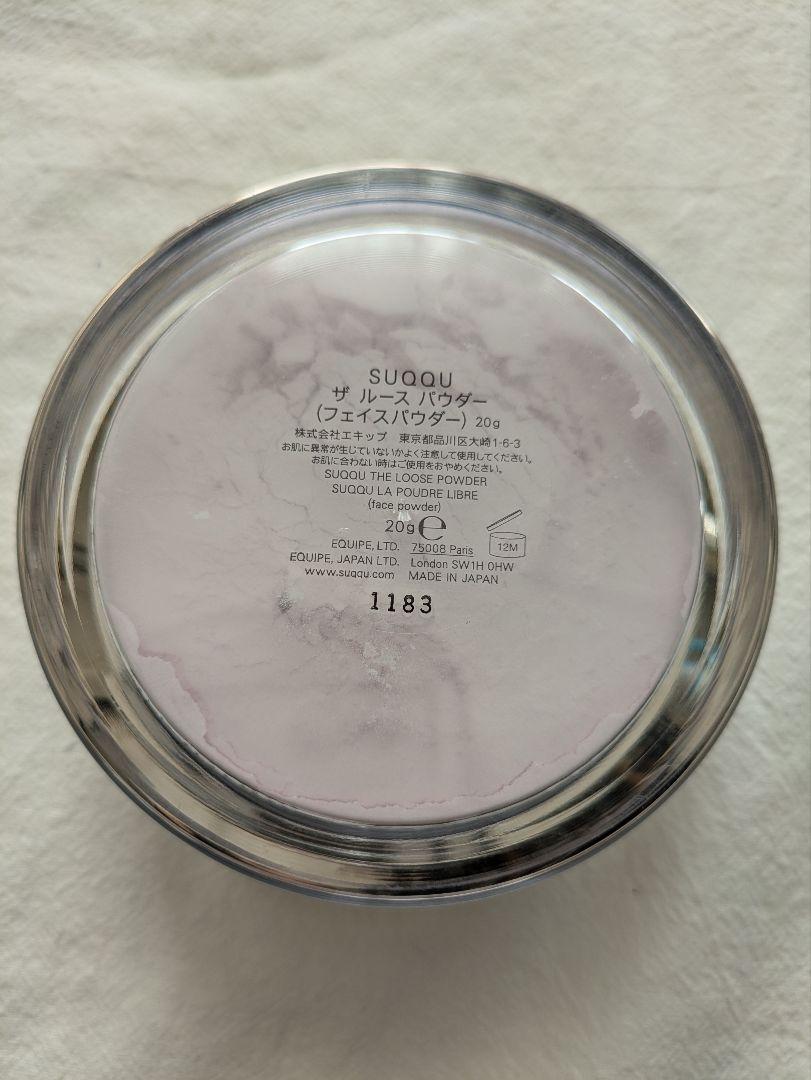 SUQQU
ザ ルース パウダー
(フェイスパウダー) 20g
株式会社エキップ 東京都品川区大崎1-6-3
お肌に異常が生じていないかよく注意して使用してください。
お肌に合わない時はご使用をおやめください。
SUQQU THE LOOSE POWDER
SUQQU LA POUDRE LIBRE
(face powder)
20g ℮
12M
EQUIPE, LTD. 75008 Paris
EQUIPE, JAPAN LTD. London SW1H 0HW
www.suqqu.com MADE IN JAPAN
1183